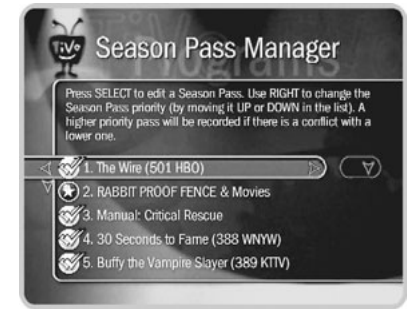 TiVo
Season Pass Manager
Press SELECT to edit a Season Pass. Use RIGHT to change the
Season Pass priority (by moving it UP or DOWN in the list). A
higher priority pass will be recorded if there is a conflict with a
lower one.
1. The Wire (501 HBO)
2. RABBIT PROOF FENCE & Movies
3. Manual: Critical Rescue
4. 30 Seconds to Fame (388 WNYW)
5. Buffy the Vampire Slayer (389 KTTV)